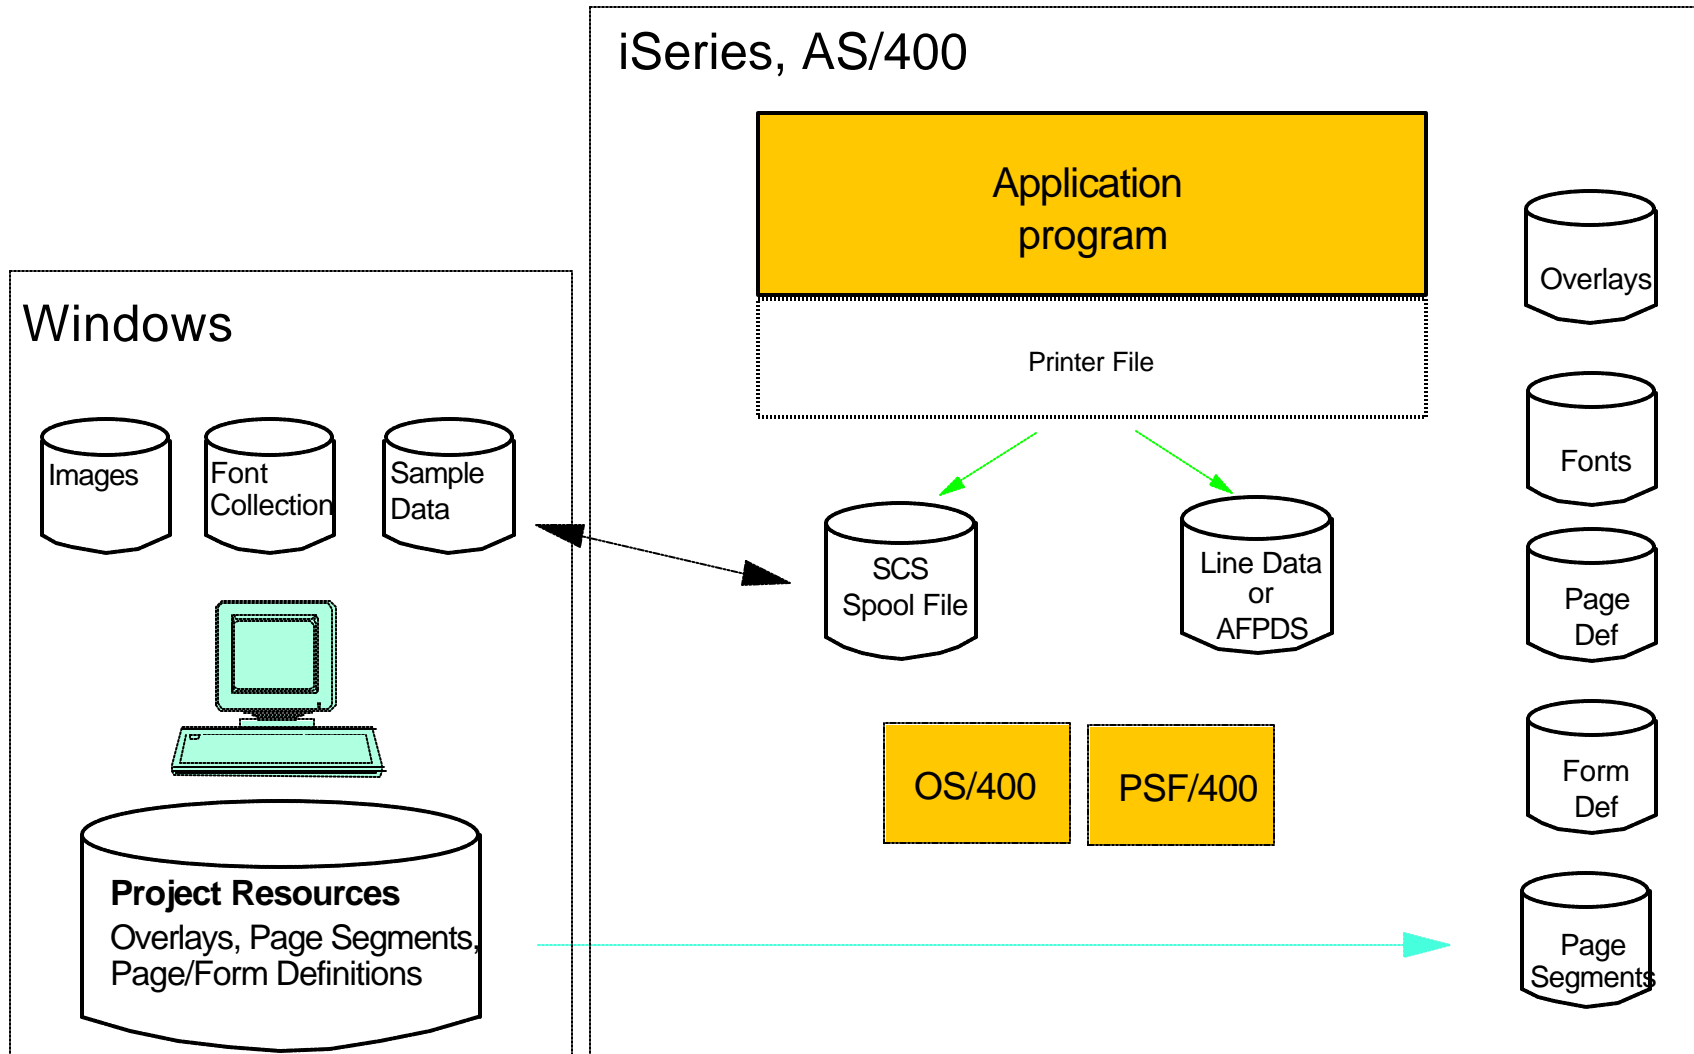 iSeries, AS/400
Application
program
Printer File
Windows
Images
Font
Collection
Sample
Data
SCS
Spool File
Line Data
or
AFPDS
OS/400
PSF/400
Project Resources
Overlays, Page Segments,
Page/Form Definitions
Overlays
Fonts
Page
Def
Form
Def
Page
Segments